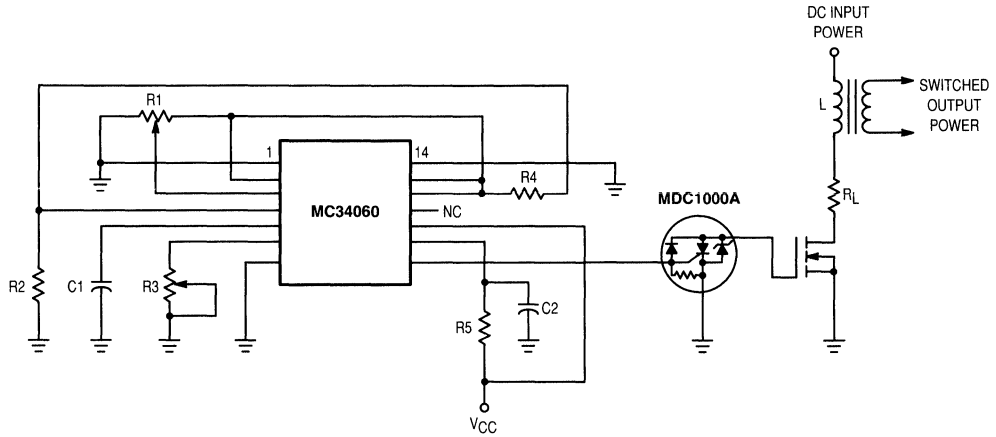 DC INPUT
POWER
L
SWITCHED
OUTPUT
POWER
R1
1
14
R4
MC34060
NC
MDC1000A
RL
R2
C1
R3
C2
R5
VCC